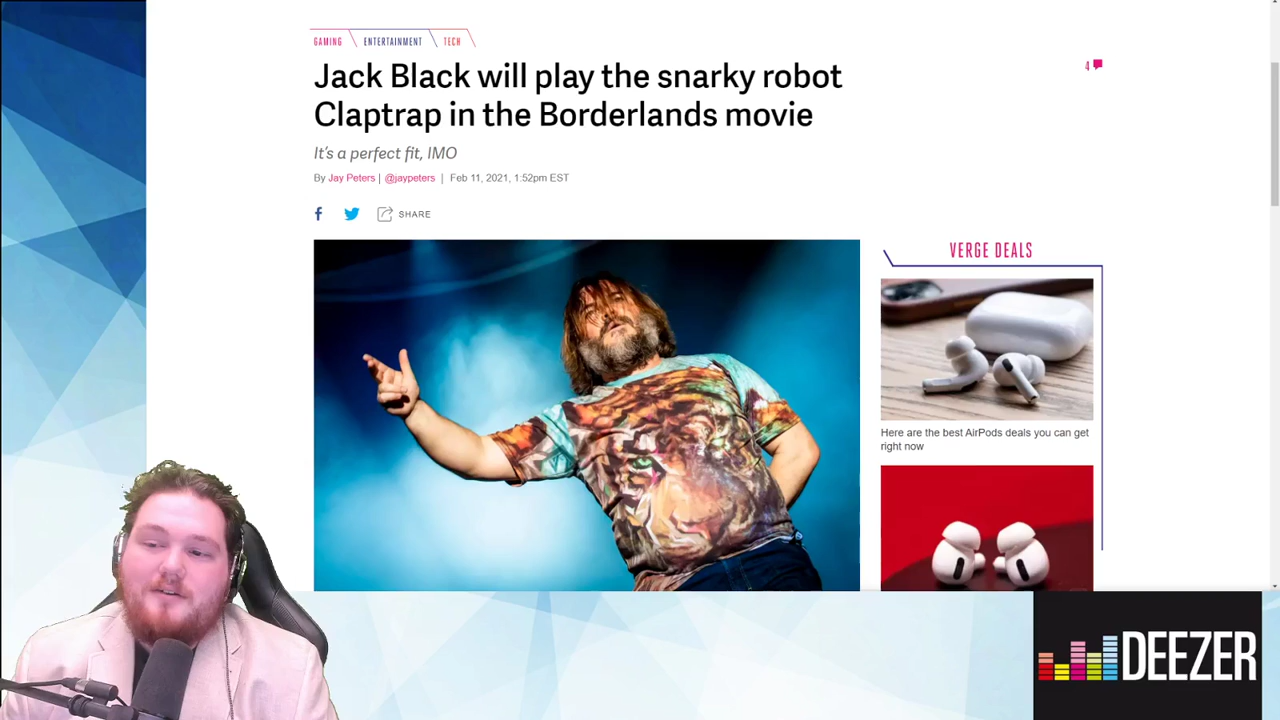 GAMING
ENTERTAINMENT
TECH
Jack Black will play the snarky robot
Claptrap in the Borderlands movie
4
It's a perfect fit, IMO
By Jay Peters | @jaypeters | Feb 11, 2021, 1:52pm EST
f
SHARE
VERGE DEALS
Here are the best AirPods deals you can get
right now
DEEZER